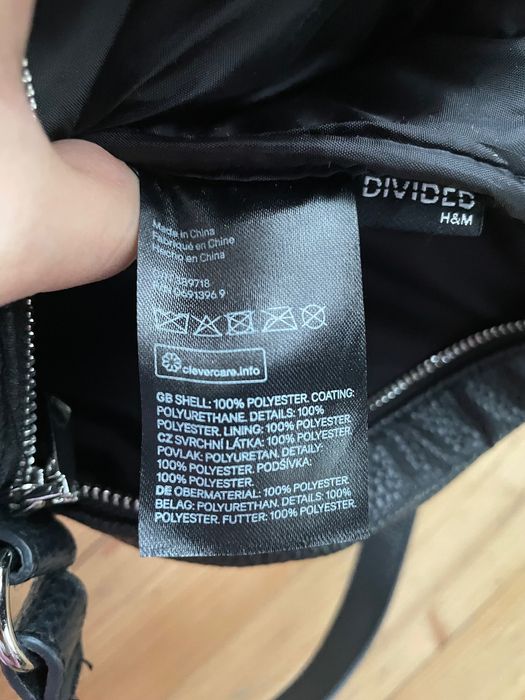 DIVIDED
H&M
Made in China
Fabriqué en Chine
Hecho en China
clevercare.info
GB SHELL: 100% POLYESTER. COATING:
POLYURETHANE. DETAILS: 100%
POLYESTER. LINING: 100% POLYESTER.
CZ SVRCHNÍ LÁTKA: 100% POLYESTER.
POVLAK: POLYURETAN. DETAILY:
100% POLYESTER. PODŠÍVKA:
100% POLYESTER.
DE OBERMATERIAL: 100% POLYESTER.
BELAG: POLYURETHAN. DETAILS: 100%
POLYESTER. FUTTER: 100% POLYESTER.